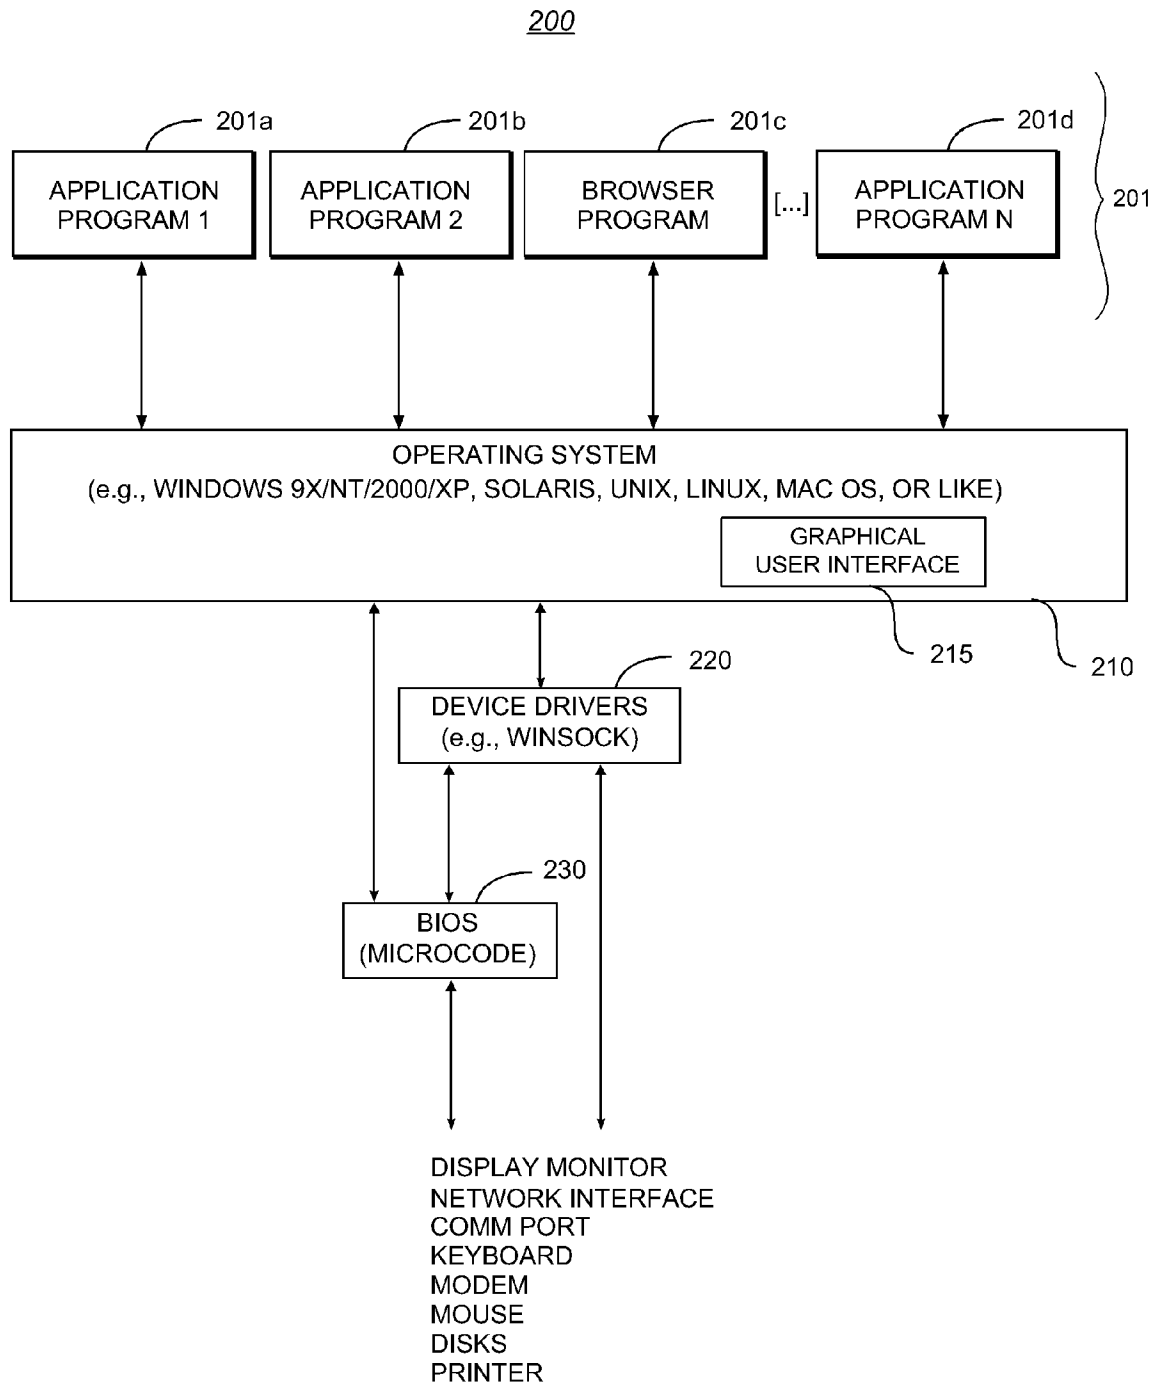 200
201a
201b
201c
201d
APPLICATION
PROGRAM 1
APPLICATION
PROGRAM 2
BROWSER
PROGRAM
[...]
APPLICATION
PROGRAM N
201
OPERATING SYSTEM
(e.g., WINDOWS 9X/NT/2000/XP, SOLARIS, UNIX, LINUX, MAC OS, OR LIKE)
GRAPHICAL
USER INTERFACE
215
210
220
DEVICE DRIVERS
(e.g., WINSOCK)
230
BIOS
(MICROCODE)
DISPLAY MONITOR
NETWORK INTERFACE
COMM PORT
KEYBOARD
MODEM
MOUSE
DISKS
PRINTER